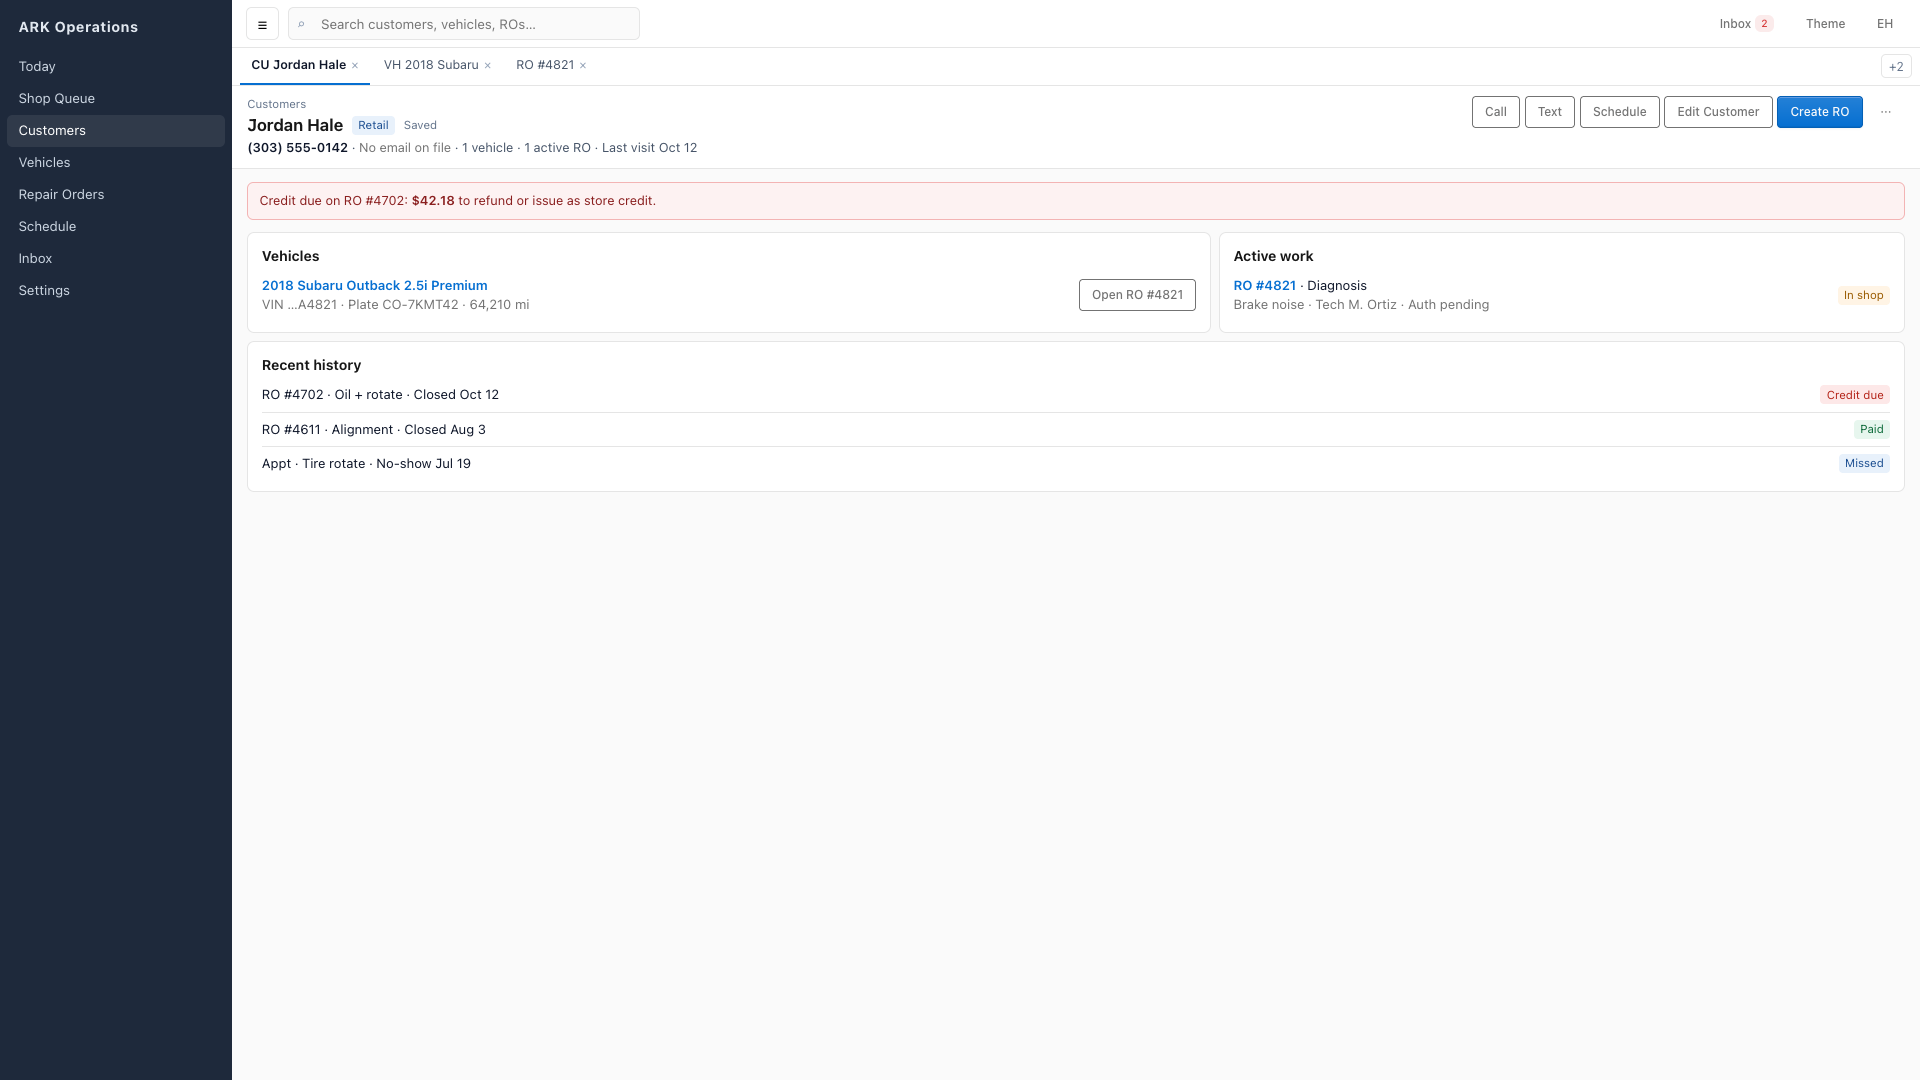 ARK Operations
Today
Shop Queue
Customers
Vehicles
Repair Orders
Schedule
Inbox
Settings
☰
⌕ Search customers, vehicles, ROs...
Inbox 2 Theme EH
CU Jordan Hale × VH 2018 Subaru × RO #4821 × +2
Customers
Jordan Hale Retail Saved
(303) 555-0142 · No email on file · 1 vehicle · 1 active RO · Last visit Oct 12
Call Text Schedule Edit Customer Create RO ...
Credit due on RO #4702: $42.18 to refund or issue as store credit.
Vehicles
2018 Subaru Outback 2.5i Premium
VIN ...A4821 · Plate CO-7KMT42 · 64,210 mi
Open RO #4821
Active work
RO #4821 · Diagnosis
Brake noise · Tech M. Ortiz · Auth pending
In shop
Recent history
RO #4702 · Oil + rotate · Closed Oct 12 Credit due
RO #4611 · Alignment · Closed Aug 3 Paid
Appt · Tire rotate · No-show Jul 19 Missed